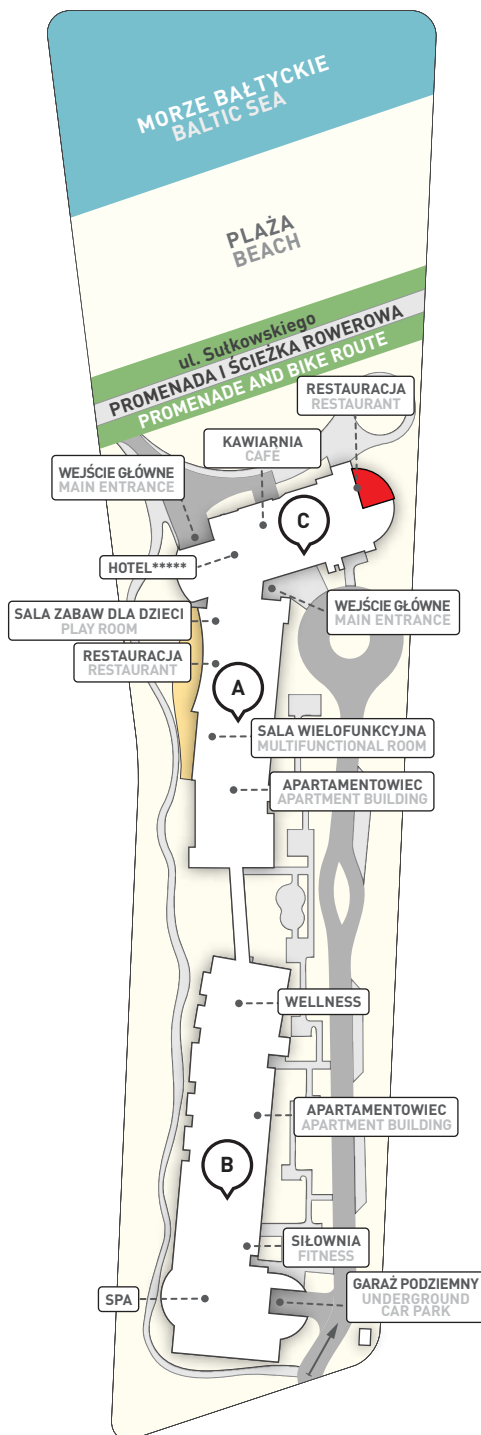 MORZE BAŁTYCKIE
BALTIC SEA
PLAŻA
BEACH
ul. Sułkowskiego
PROMENADA I ŚCIEŻKA ROWEROWA
PROMENADE AND BIKE ROUTE
RESTAURACJA
RESTAURANT
KAWIARNIA
CAFÉ
WEJŚCIE GŁÓWNE
MAIN ENTRANCE
C
HOTEL*****
WEJŚCIE GŁÓWNE
MAIN ENTRANCE
SALA ZABAW DLA DZIECI
PLAY ROOM
RESTAURACJA
RESTAURANT
A
SALA WIELOFUNKCYJNA
MULTIFUNCTIONAL ROOM
APARTAMENTOWIEC
APARTMENT BUILDING
WELLNESS
APARTAMENTOWIEC
APARTMENT BUILDING
B
SIŁOWNIA
FITNESS
SPA
GARAŻ PODZIEMNY
UNDERGROUND
CAR PARK